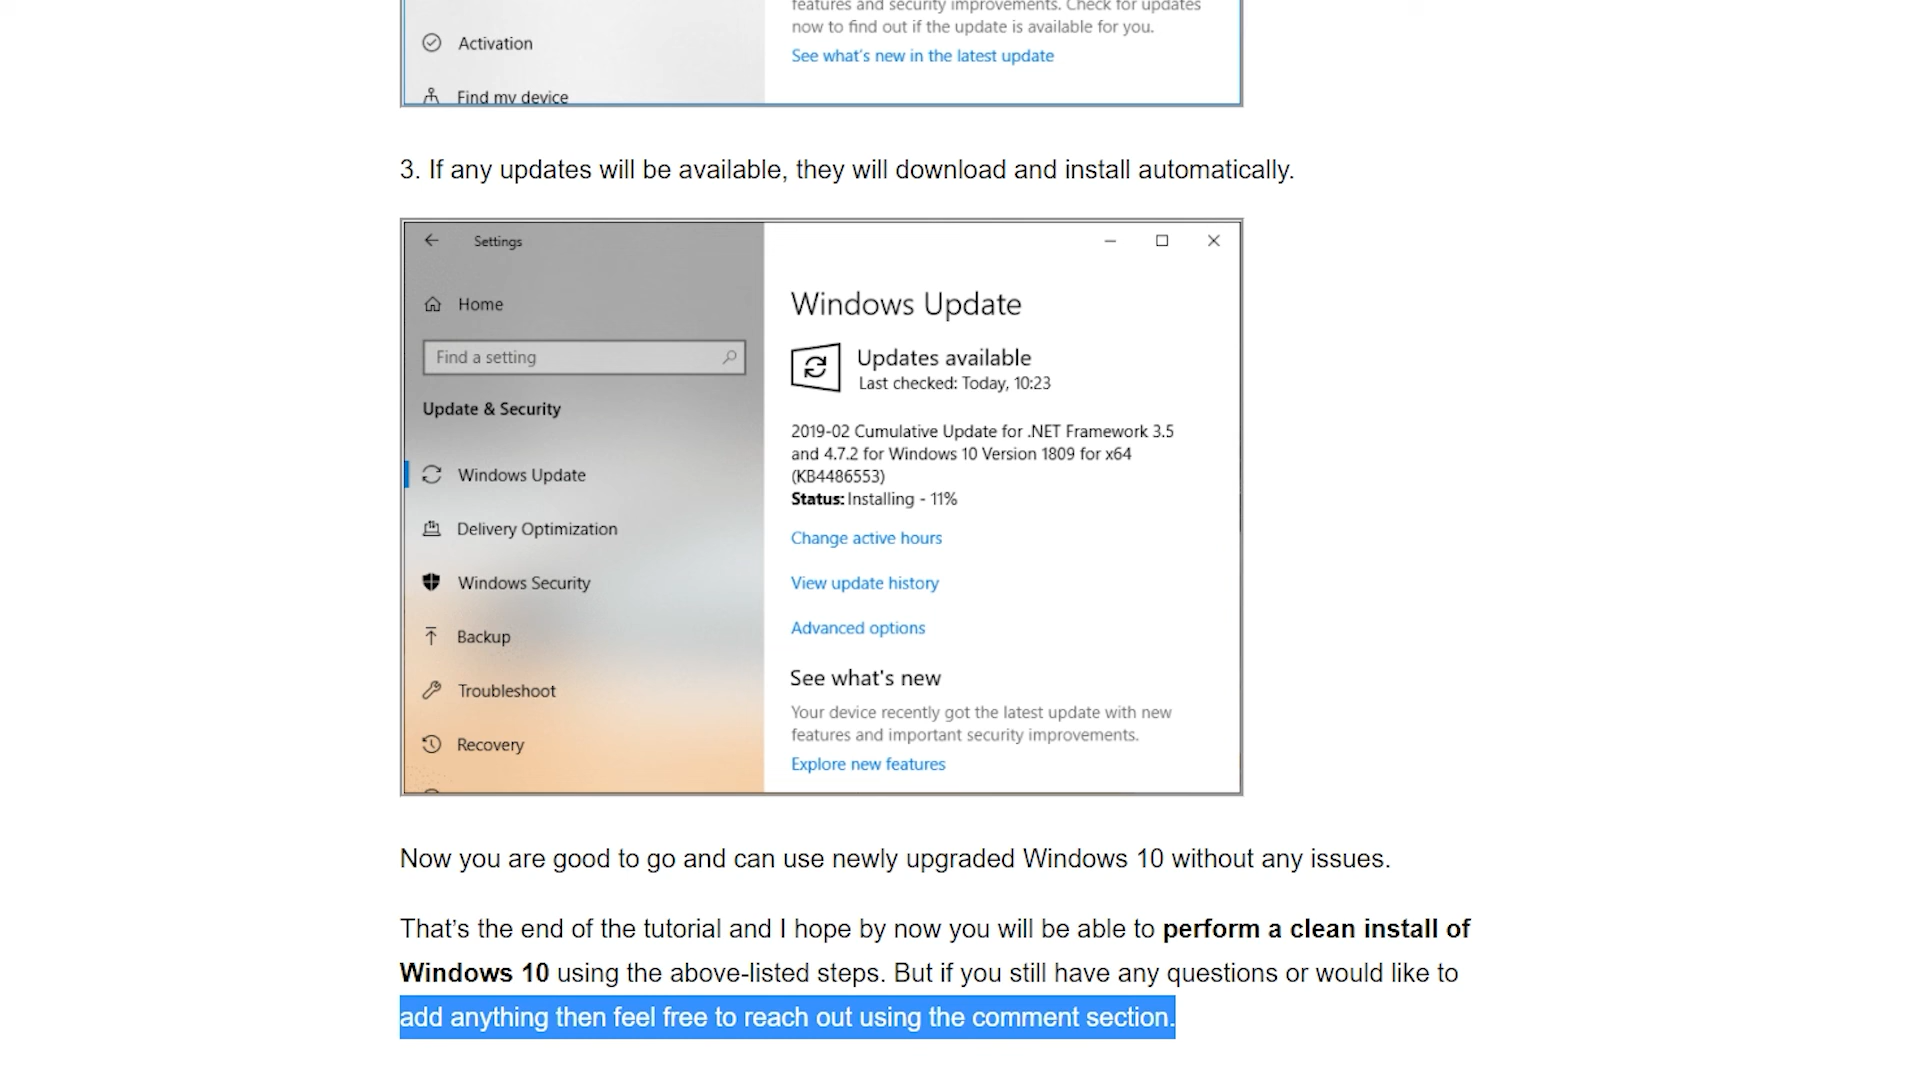 features and security improvements. Check for updates
now to find out if the update is available for you.
Activation
See what's new in the latest update
Find my device
3. If any updates will be available, they will download and install automatically.
Settings
Home
Find a setting
Update & Security
Windows Update
Delivery Optimization
Windows Security
Backup
Troubleshoot
Recovery
Windows Update
Updates available
Last checked: Today, 10:23
2019-02 Cumulative Update for .NET Framework 3.5
and 4.7.2 for Windows 10 Version 1809 for x64
(KB4486553)
Status: Installing - 11%
Change active hours
View update history
Advanced options
See what's new
Your device recently got the latest update with new
features and important security improvements.
Explore new features
Now you are good to go and can use newly upgraded Windows 10 without any issues.
That’s the end of the tutorial and I hope by now you will be able to perform a clean install of
Windows 10 using the above-listed steps. But if you still have any questions or would like to
add anything then feel free to reach out using the comment section.